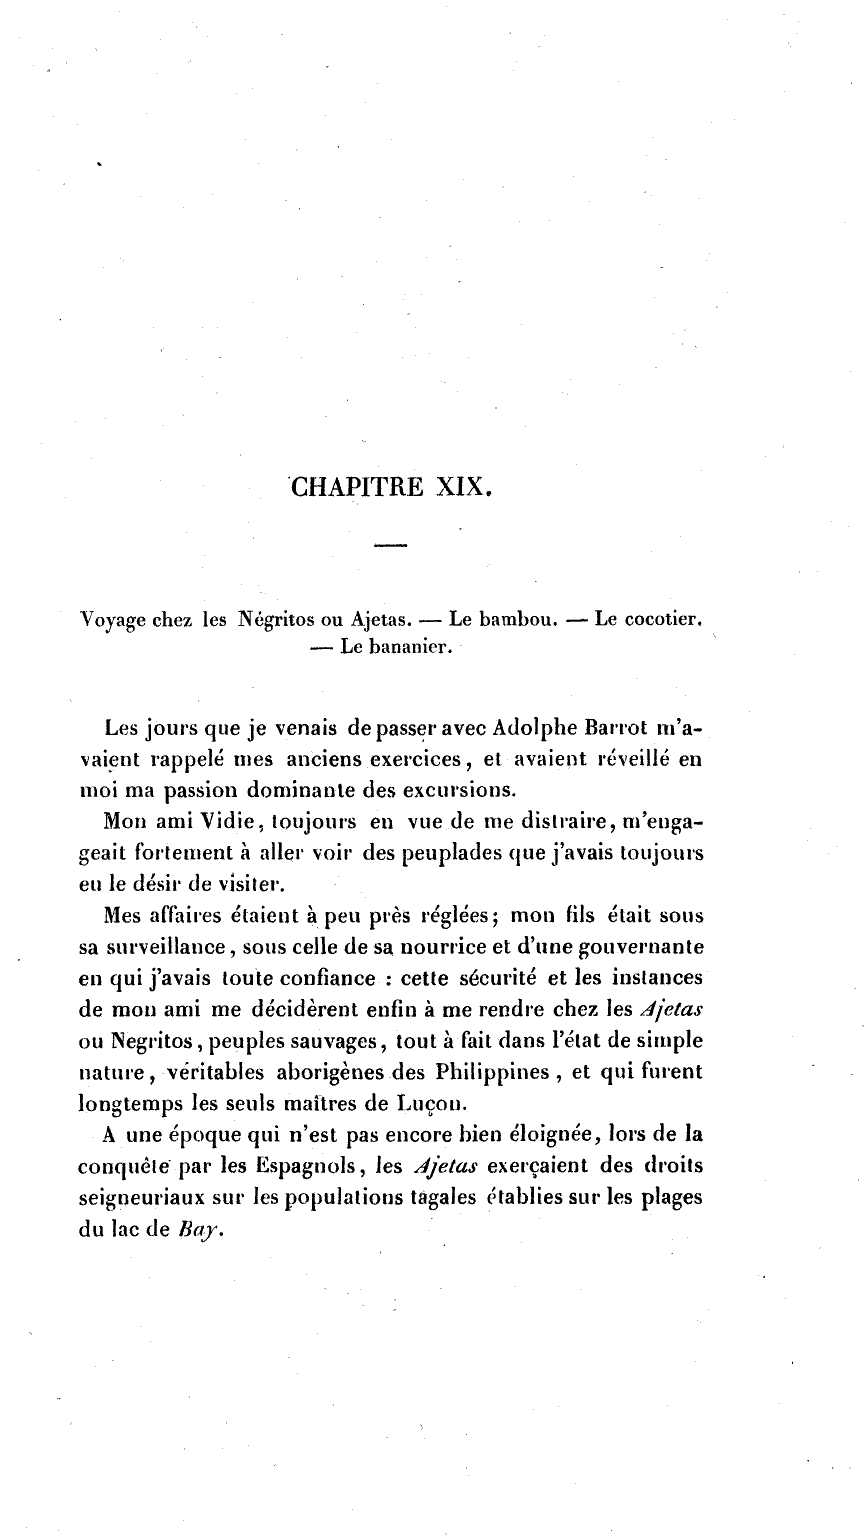 CHAPITRE XIX.
—
Voyage chez les Négritos ou Ajetas. — Le bambou. — Le cocotier.
— Le bananier.
Les jours que je venais de passer avec Adolphe Barrot m'a-
vaient rappelé mes anciens exercices, et avaient réveillé en
moi ma passion dominante des excursions.
Mon ami Vidie, toujours en vue de me distraire, m'enga-
geait fortement à aller voir des peuplades que j'avais toujours
eu le désir de visiter.
Mes affaires étaient à peu près réglées; mon fils était sous
sa surveillance, sous celle de sa nourrice et d'une gouvernante
en qui j'avais toute confiance : cette sécurité et les instances
de mon ami me décidèrent enfin à me rendre chez les Ajetas
ou Negritos, peuples sauvages, tout à fait dans l'état de simple
nature, véritables aborigènes des Philippines, et qui furent
longtemps les seuls maîtres de Luçon.
A une époque qui n'est pas encore bien éloignée, lors de la
conquête par les Espagnols, les Ajetas exerçaient des droits
seigneuriaux sur les populations tagales établies sur les plages
du lac de Bay.